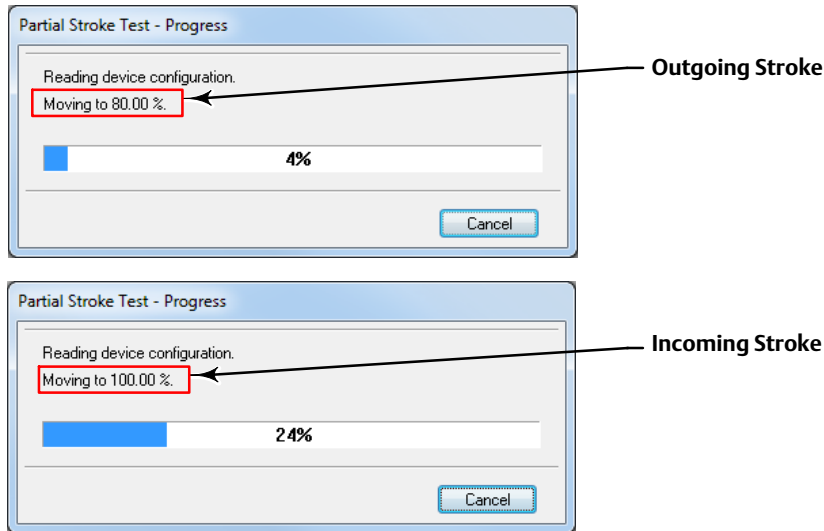 Partial Stroke Test - Progress
Reading device configuration.
Moving to 80.00 %.
Outgoing Stroke
4%
Cancel
Partial Stroke Test - Progress
Reading device configuration.
Moving to 100.00 %.
Incoming Stroke
24%
Cancel